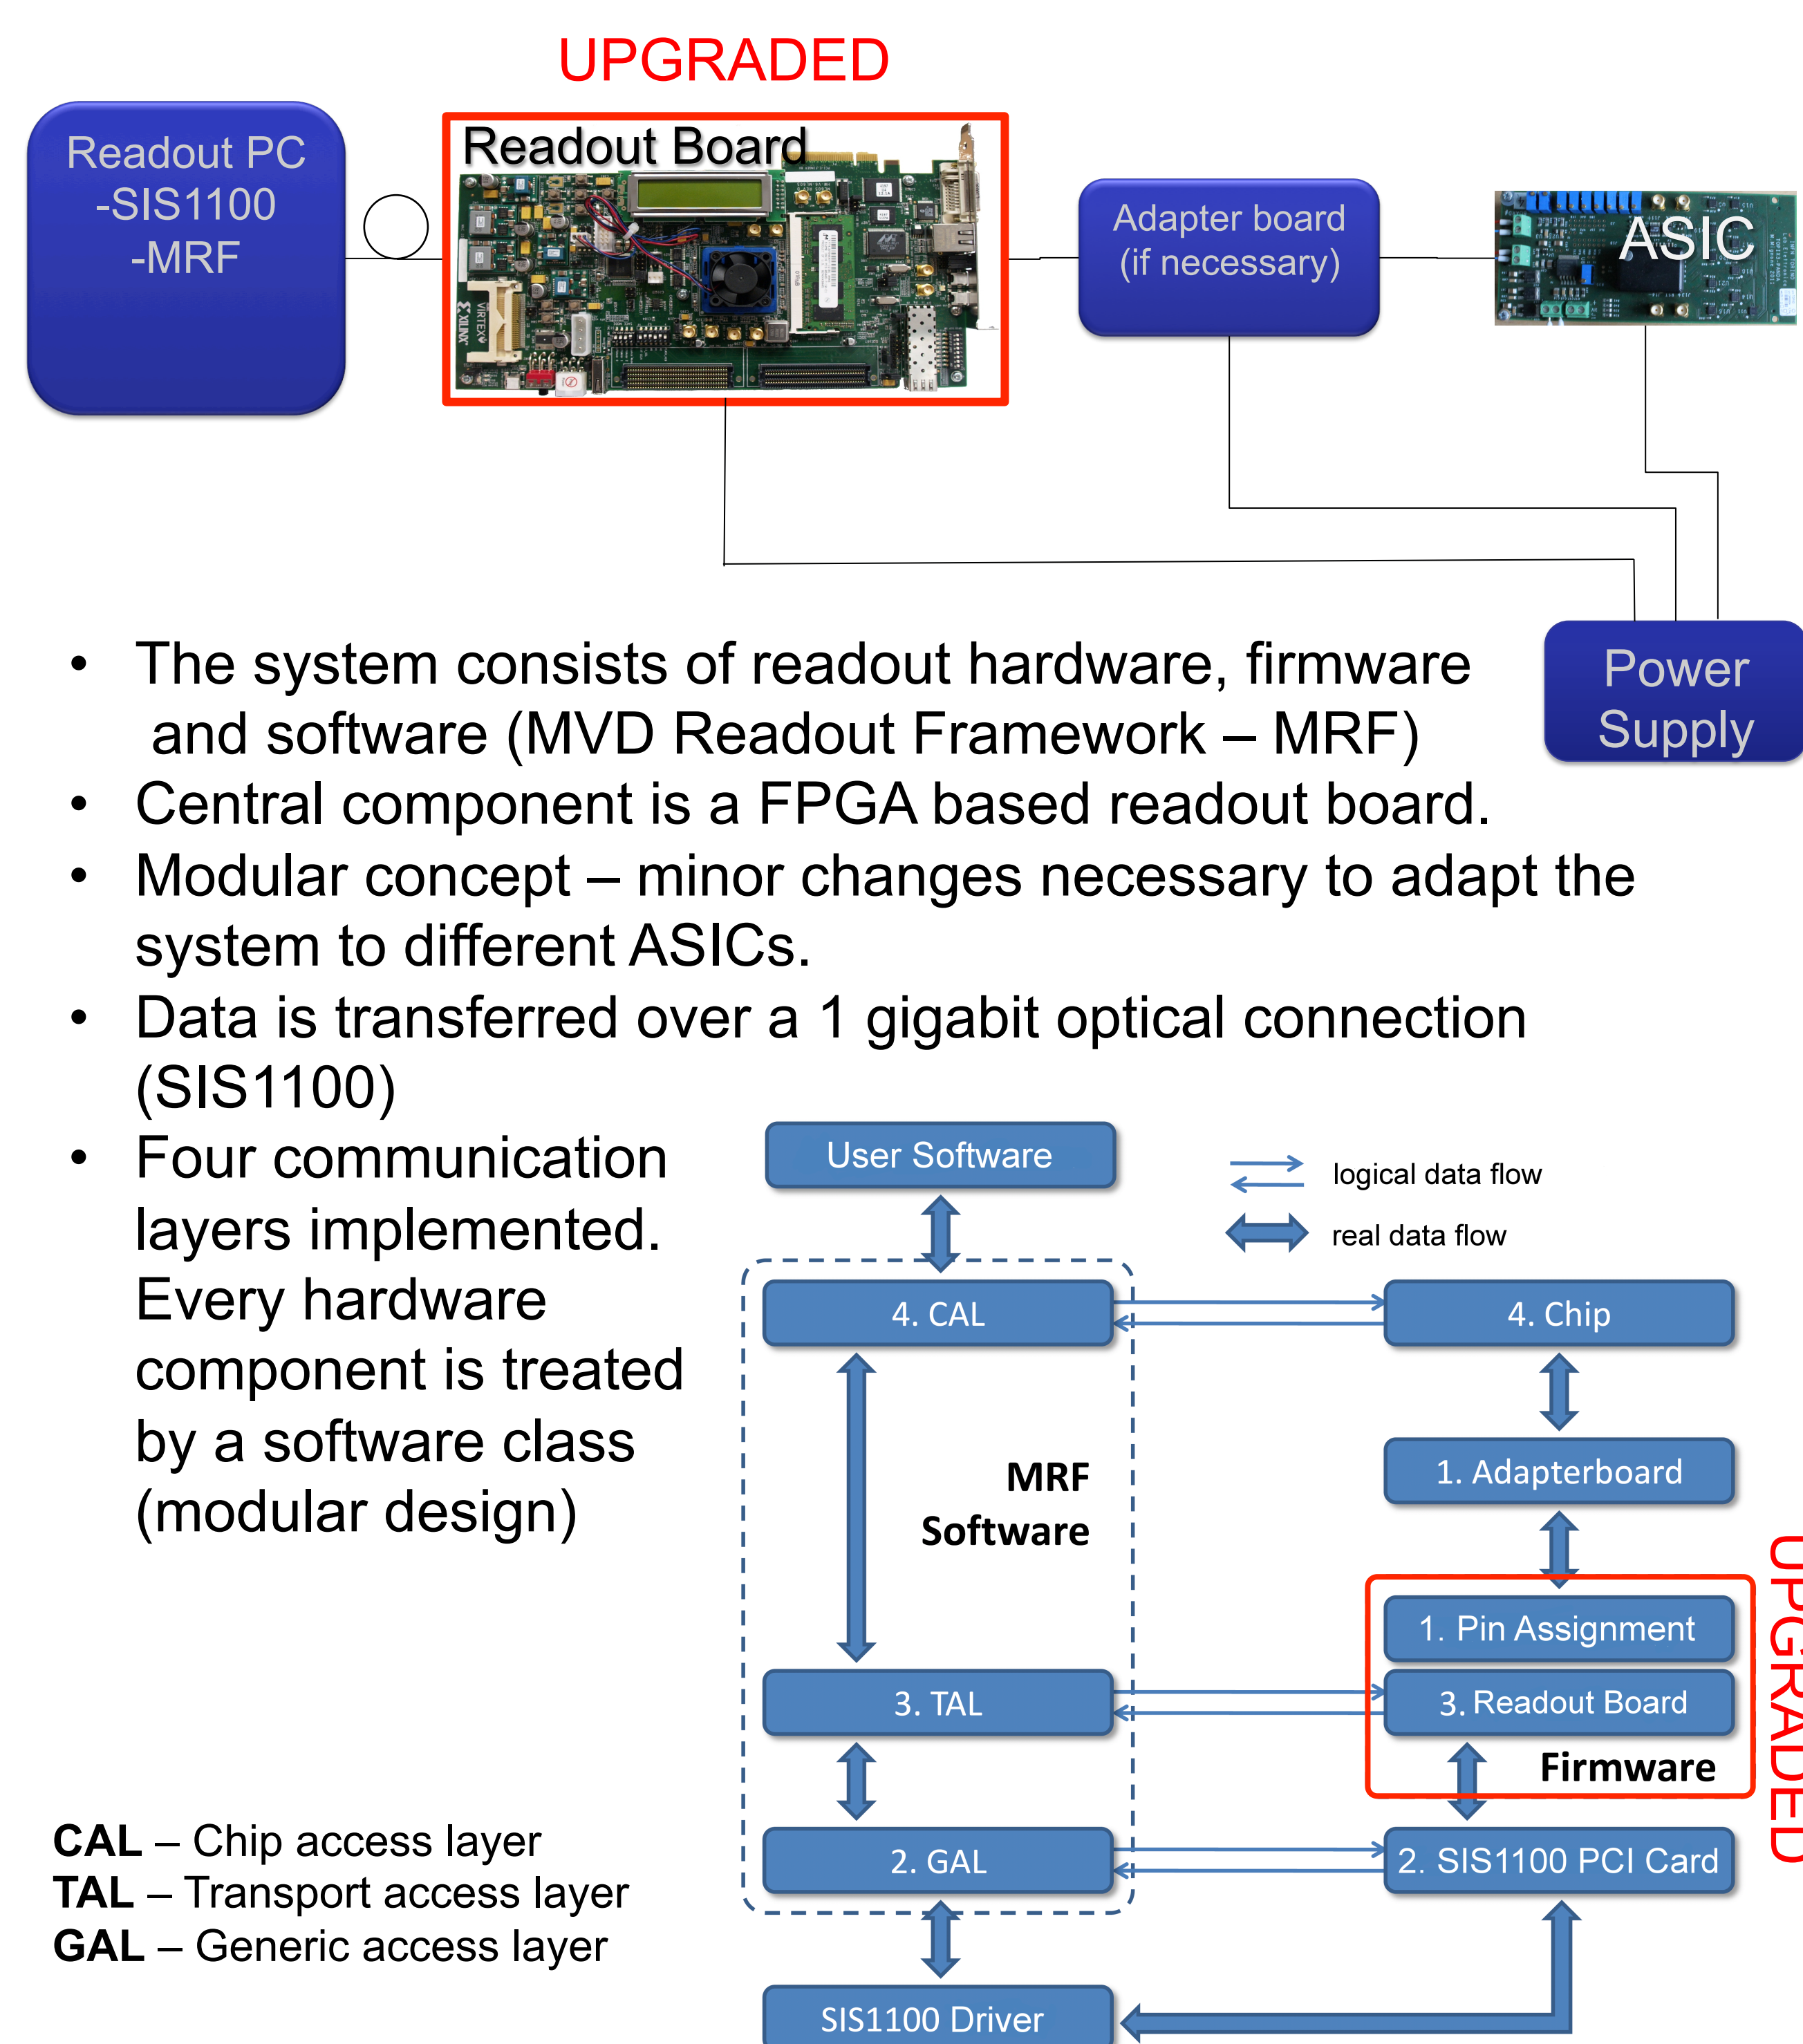 UPGRADED
Readout PC
-SIS1100
-MRF
Readout Board
XILINX
VIRTEX
Adapter board
(if necessary)
ASIC
Power
Supply
• The system consists of readout hardware, firmware
and software (MVD Readout Framework – MRF)
• Central component is a FPGA based readout board.
• Modular concept – minor changes necessary to adapt the
system to different ASICs.
• Data is transferred over a 1 gigabit optical connection
(SIS1100)
• Four communication
layers implemented.
Every hardware
component is treated
by a software class
(modular design)
User Software
logical data flow
real data flow
4. CAL
4. Chip
MRF
Software
1. Adapterboard
1. Pin Assignment
3. TAL
3. Readout Board
Firmware
UPGRADED
2. GAL
2. SIS1100 PCI Card
SIS1100 Driver
CAL – Chip access layer
TAL – Transport access layer
GAL – Generic access layer